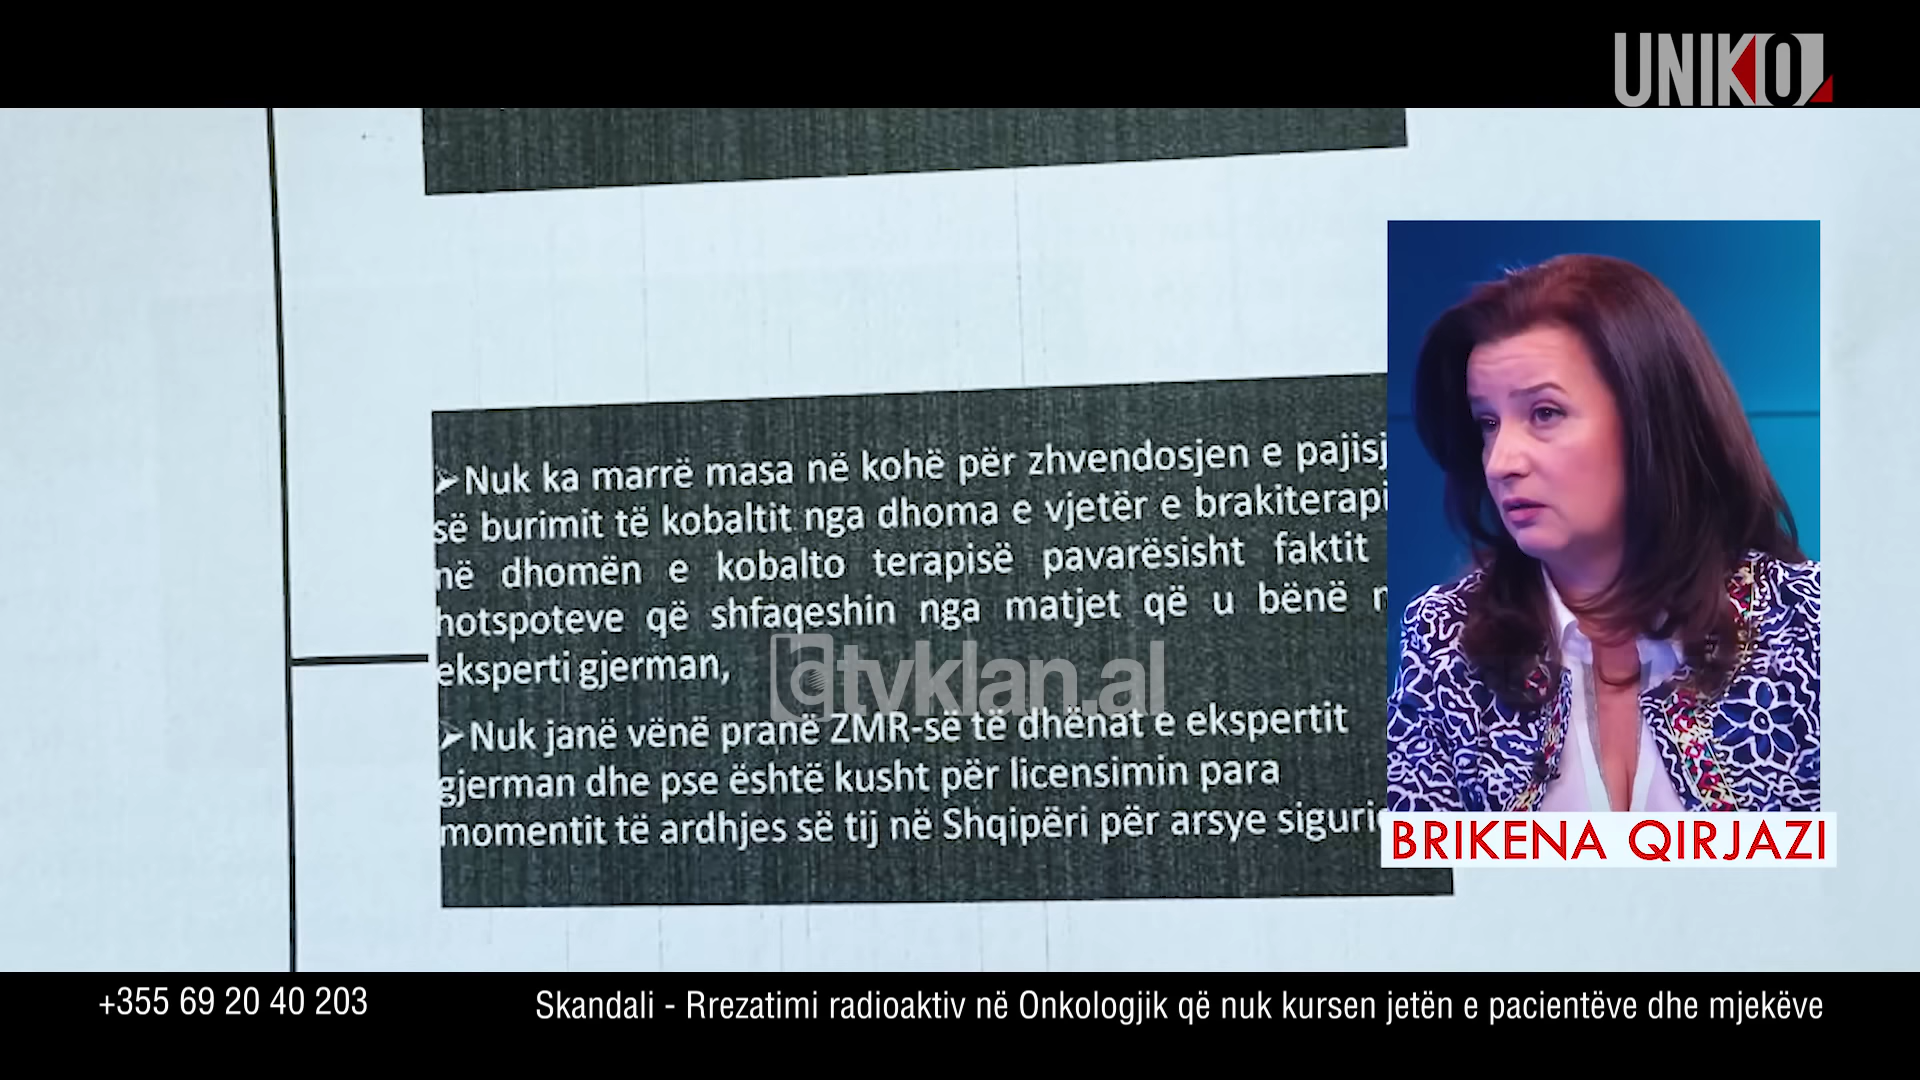 UNIKO
➢Nuk ka marrë masa në kohë për zhvendosjen e
së burimit të kobaltit nga dhoma e vjetër e
në dhomën e kobalto terapisë pavarësisht faktit
hotspoteve që shfaqeshin nga matjet që u bënë
eksperti gjerman,
tvklan.al
➢Nuk janë vënë pranë ZMR-së të dhënat e ekspertit
gjerman dhe pse është kusht për licensimin para
momentit të ardhjes së tij në Shqipëri për arsye
BRIKENA QIRJAZI
+355 69 20 40 203
Skandali - Rrezatimi radioaktiv në Onkologjik që nuk kursen jetën e pacientëve dhe mjekëve